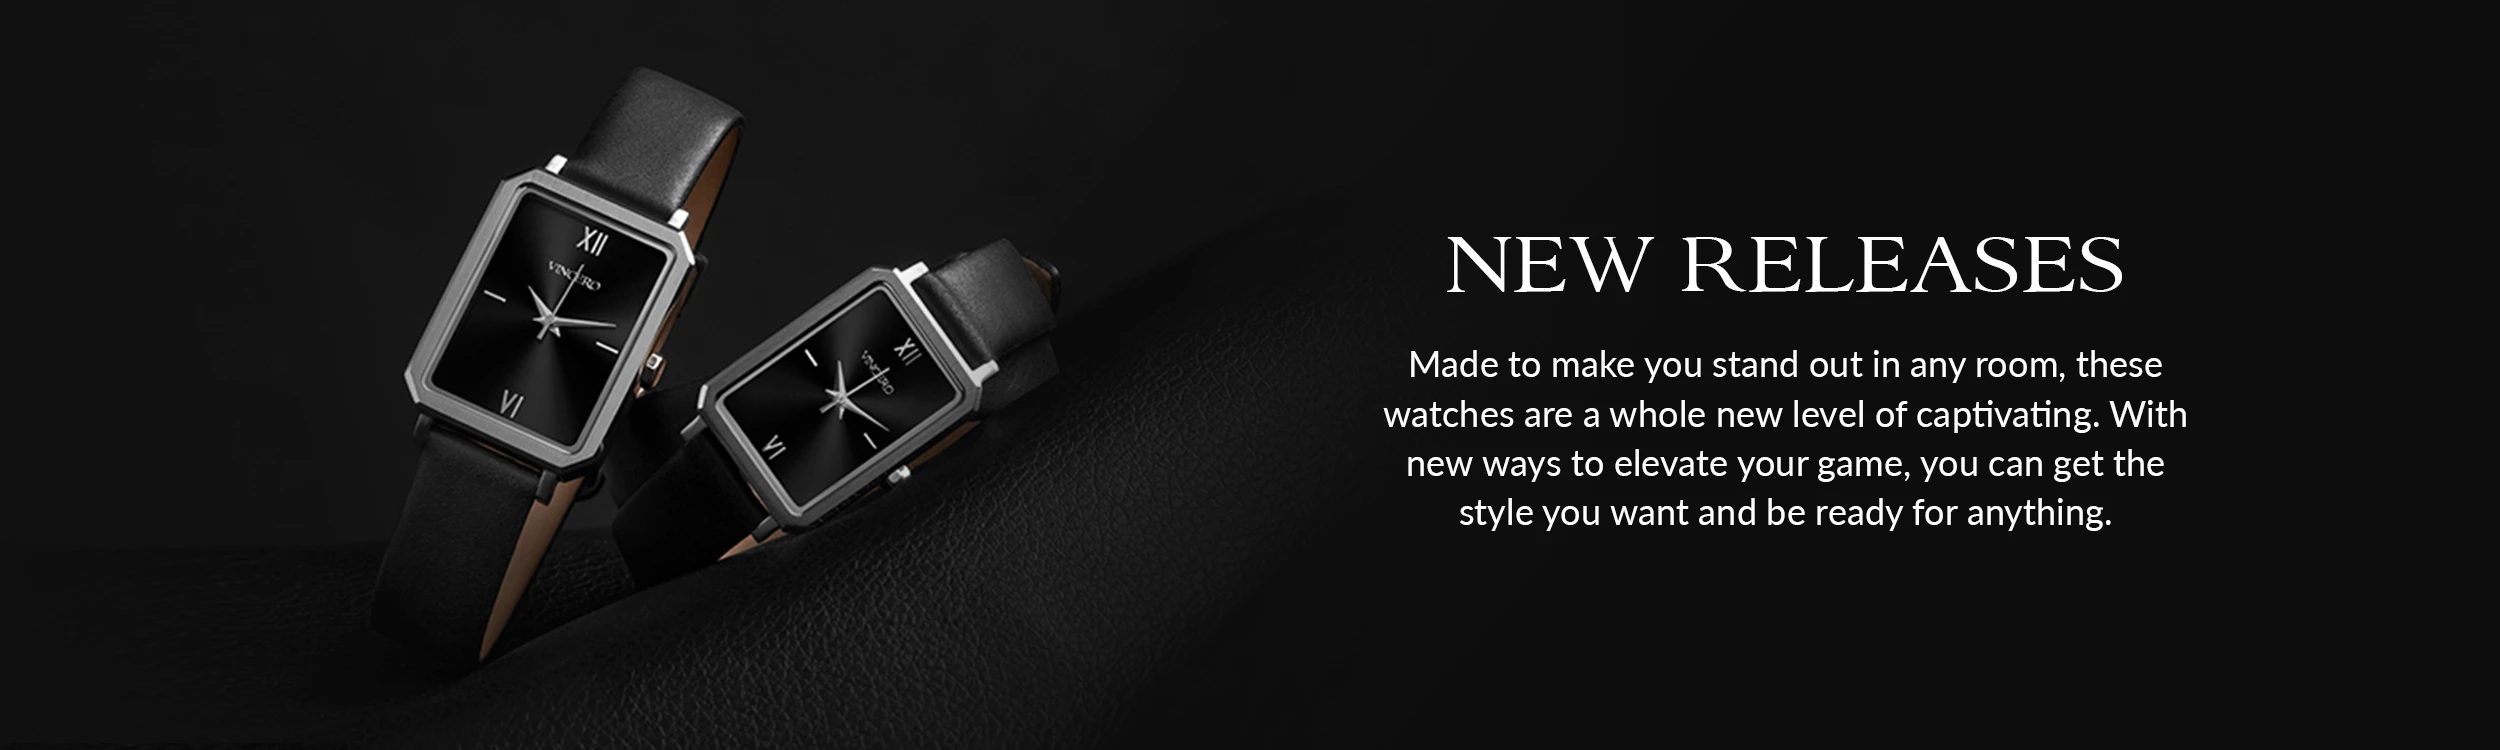 XII
VINCERO
VI
XII
VINCERO
VI
NEW RELEASES
Made to make you stand out in any room, these
watches are a whole new level of captivating. With
new ways to elevate your game, you can get the
style you want and be ready for anything.